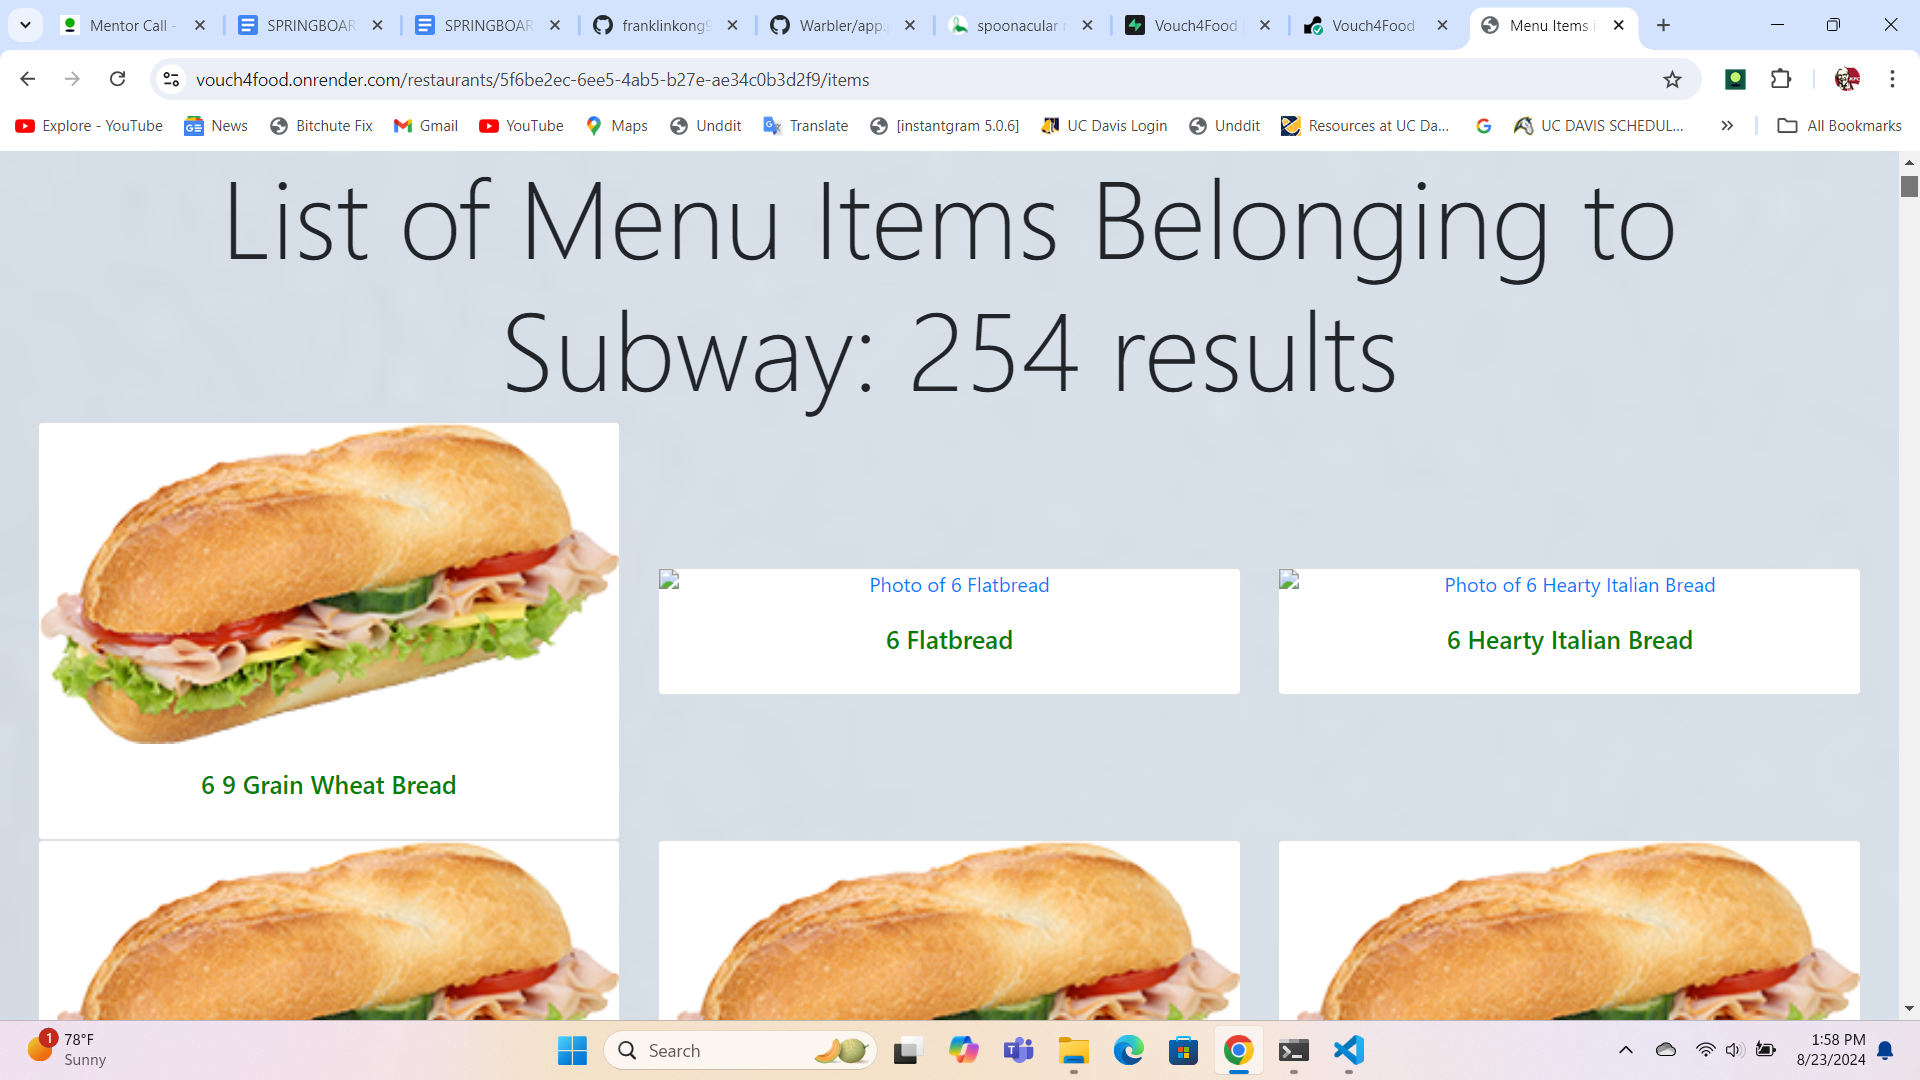 Mentor Call -
SPRINGBOAR
SPRINGBOAR
franklinkong9
Warbler/app.
spoonacular
Vouch4Food
Vouch4Food
Menu Items i
vouch4food.onrender.com/restaurants/5f6be2ec-6ee5-4ab5-b27e-ae34c0b3d2f9/items
Explore - YouTube
News
Bitchute Fix
Gmail
YouTube
Maps
Unddit
Translate
[instantgram 5.0.6]
UC Davis Login
Unddit
Resources at UC Da...
UC DAVIS SCHEDUL...
All Bookmarks
List of Menu Items Belonging to
Subway: 254 results
Photo of 6 Flatbread
Photo of 6 Hearty Italian Bread
6 Flatbread
6 Hearty Italian Bread
6 9 Grain Wheat Bread
1
78°F
Sunny
Search
1:58 PM
8/23/2024